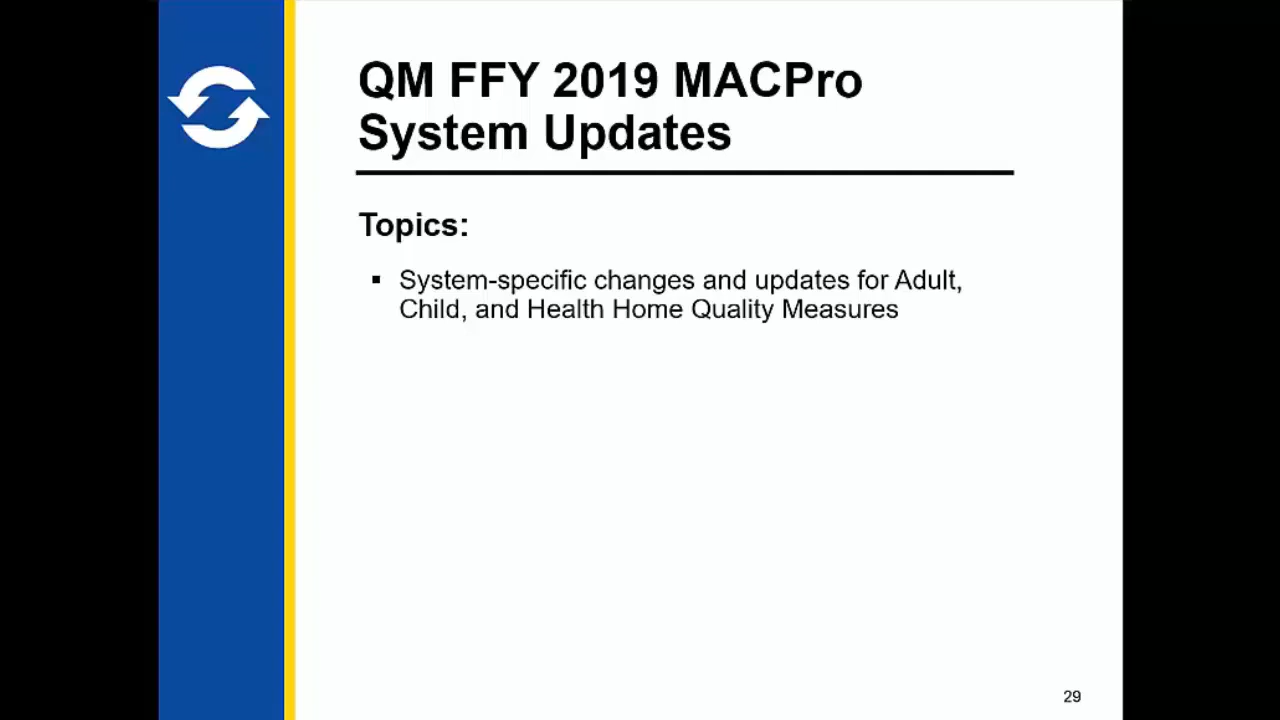 QM FFY 2019 MACPro
System Updates
Topics:
▪ System-specific changes and updates for Adult,
Child, and Health Home Quality Measures
29